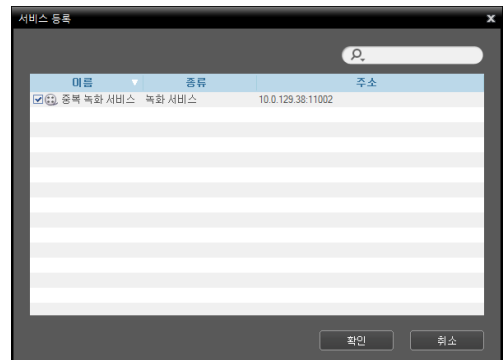 서비스 등록
x
이름 종류 주소
중복 녹화 서비스 녹화 서비스 10.0.129.38:11002
확인 취소